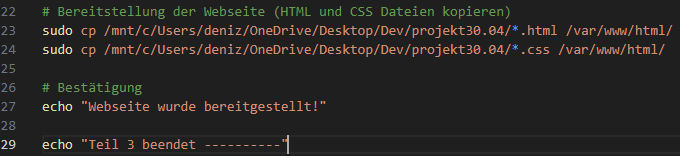 22 # Bereitstellung der Webseite (HTML und CSS Dateien kopieren)
23 sudo cp /mnt/c/Users/deniz/OneDrive/Desktop/Dev/projekt30.04/*.html /var/www/html/
24 sudo cp /mnt/c/Users/deniz/OneDrive/Desktop/Dev/projekt30.04/*.css /var/www/html/
25
26 # Bestätigung
27 echo "Webseite wurde bereitgestellt!"
28
29 echo "Teil 3 beendet ----------"